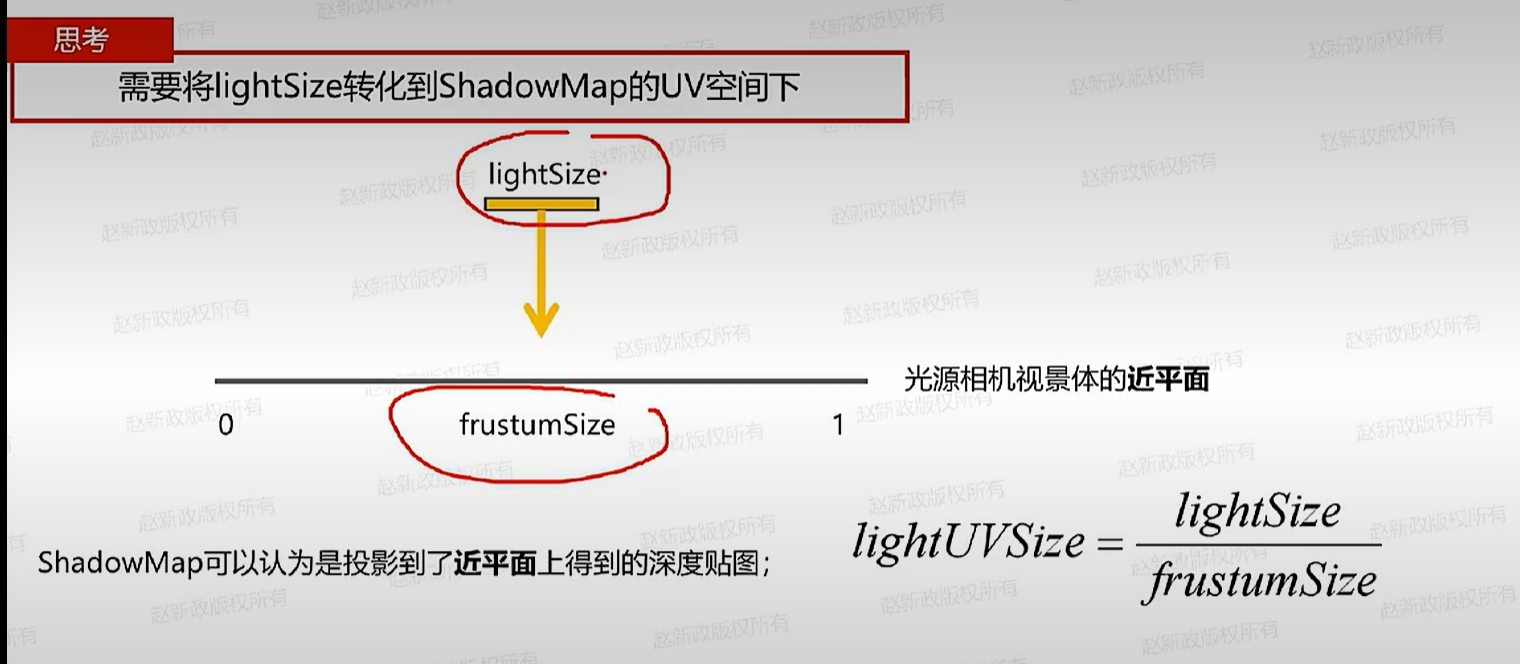 思考
需要将lightSize转化到ShadowMap的UV空间下
lightSize
光源相机视景体的近平面
0 frustumSize 1
lightUVSize = lightSize / frustumSize
ShadowMap可以认为是投影到了近平面上得到的深度贴图；
赵新政版权所有